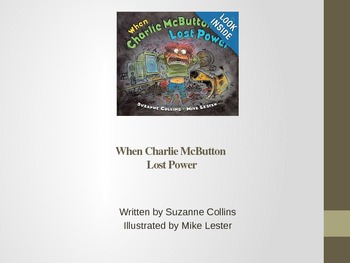 LOOK
INSIDE
When
Charlie McButton
Lost Power
SUZANNE COLLINS · MIKE LESTER
When Charlie McButton
Lost Power
Written by Suzanne Collins
Illustrated by Mike Lester